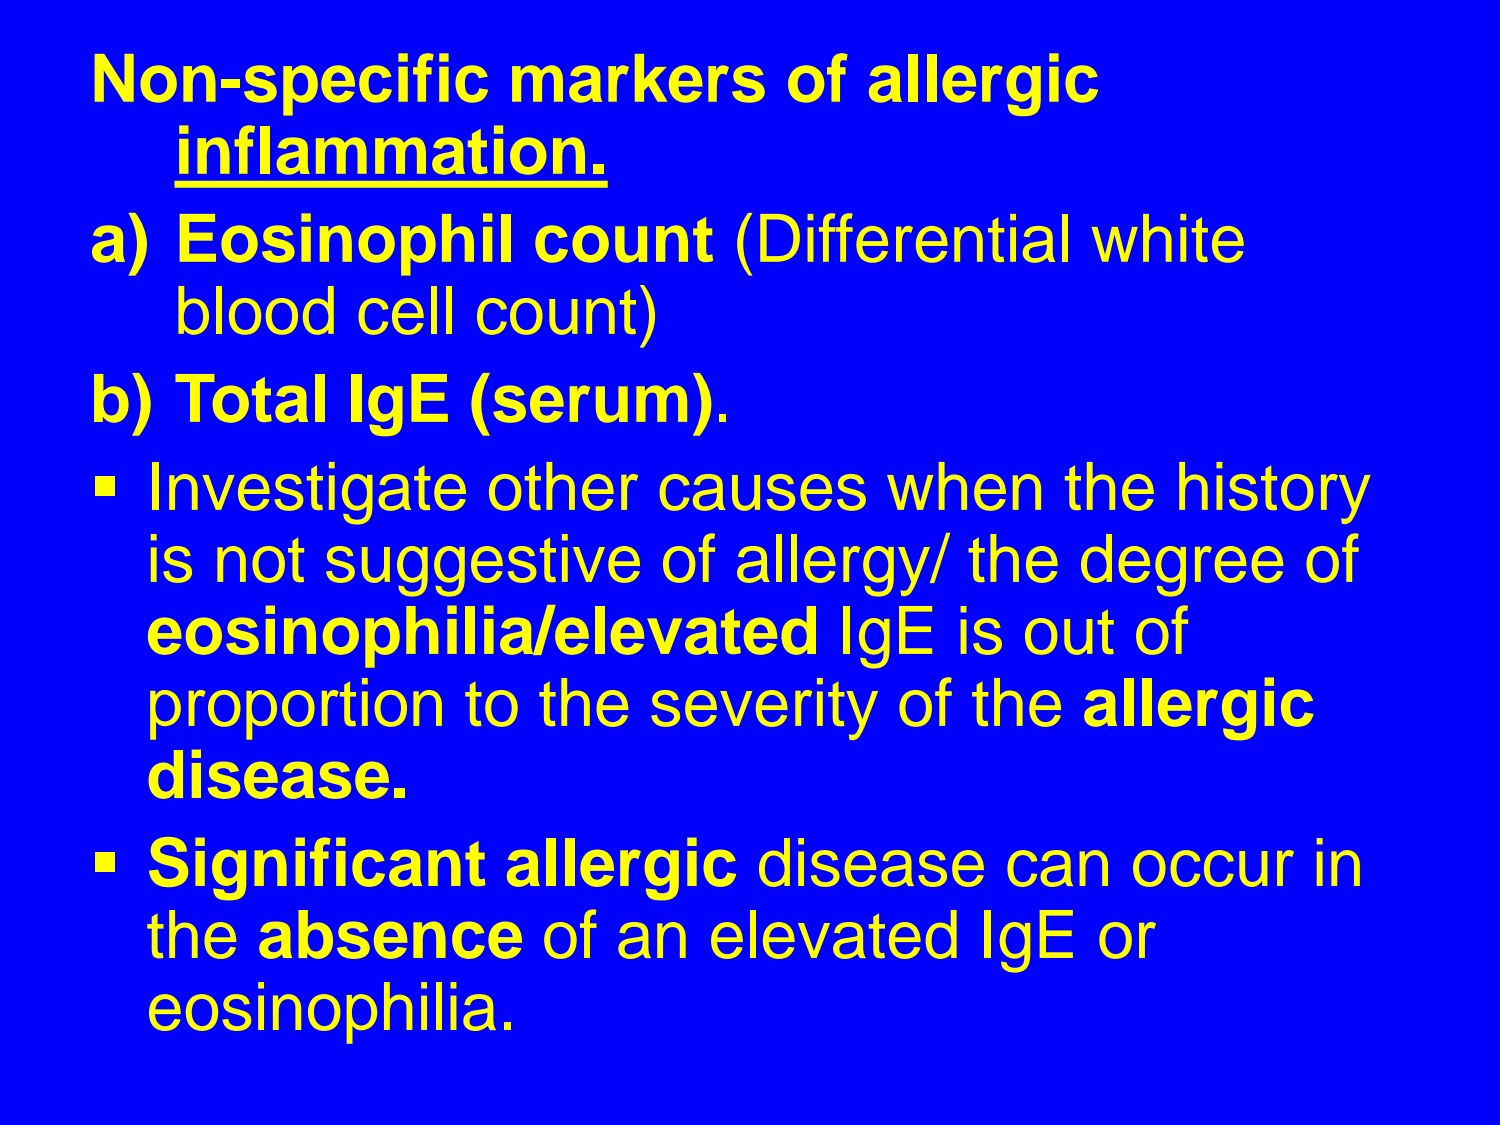 Non-specific markers of allergic
inflammation.
a) Eosinophil count (Differential white
blood cell count)
b) Total IgE (serum).
▪ Investigate other causes when the history
is not suggestive of allergy/ the degree of
eosinophilia/elevated IgE is out of
proportion to the severity of the allergic
disease.
▪ Significant allergic disease can occur in
the absence of an elevated IgE or
eosinophilia.